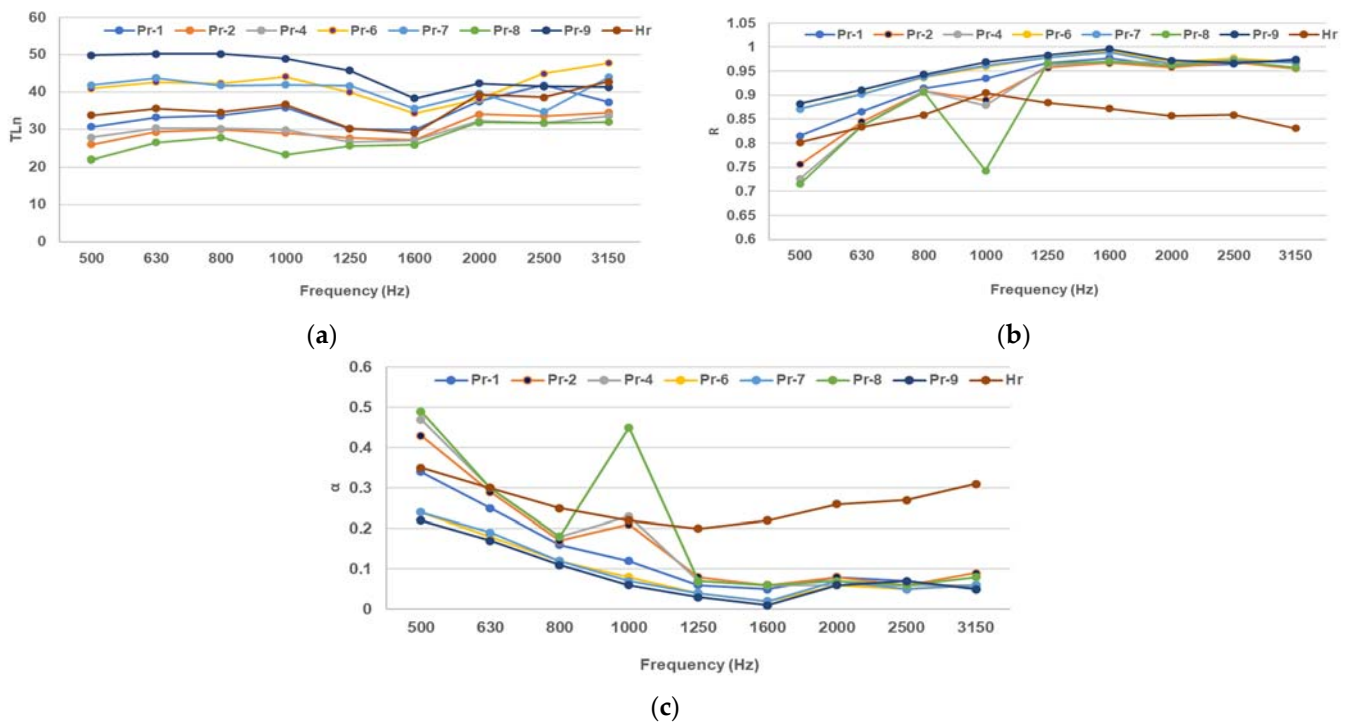 60
Pr-1 Pr-2 Pr-4 Pr-6 Pr-7 Pr-8 Pr-9 Hr
50
40
30
20
10
0
TLn
500 630 800 1000 1250 1600 2000 2500 3150
Frequency (Hz)
(a)
1.05
Pr-1 Pr-2 Pr-4 Pr-6 Pr-7 Pr-8 Pr-9 Hr
1
0.95
0.9
0.85
0.8
0.75
0.7
0.65
0.6
R
500 630 800 1000 1250 1600 2000 2500 3150
Frequency (Hz)
(b)
0.6
Pr-1 Pr-2 Pr-4 Pr-6 Pr-7 Pr-8 Pr-9 Hr
0.5
0.4
0.3
0.2
0.1
0
α
500 630 800 1000 1250 1600 2000 2500 3150
Frequency (Hz)
(c)